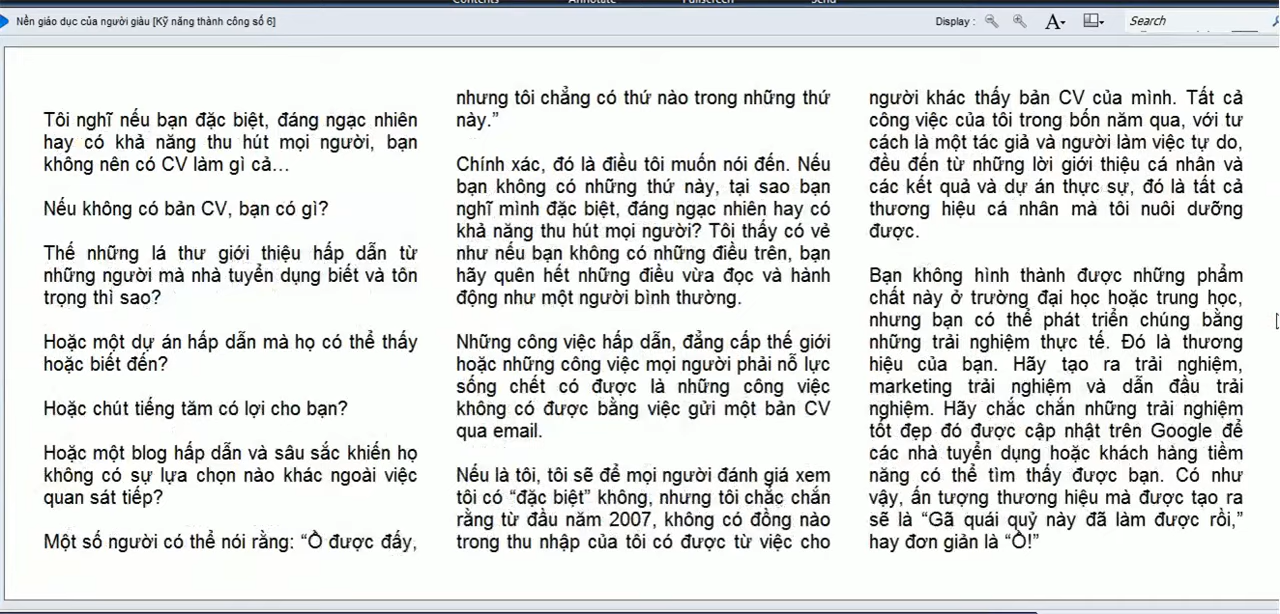 Contents Annotate Fullscreen Send
Nền giáo dục của người giàu [Kỹ năng thành công số 6]
Display :
A
Search
Tôi nghĩ nếu bạn đặc biệt, đáng ngạc nhiên
hay có khả năng thu hút mọi người, bạn
không nên có CV làm gì cả...
Nếu không có bản CV, bạn có gì?
Thế những lá thư giới thiệu hấp dẫn từ
những người mà nhà tuyển dụng biết và tôn
trọng thì sao?
Hoặc một dự án hấp dẫn mà họ có thể thấy
hoặc biết đến?
Hoặc chút tiếng tăm có lợi cho bạn?
Hoặc một blog hấp dẫn và sâu sắc khiến họ
không có sự lựa chọn nào khác ngoài việc
quan sát tiếp?
Một số người có thể nói rằng: “Ồ được đấy,
nhưng tôi chẳng có thứ nào trong những thứ
này.”
Chính xác, đó là điều tôi muốn nói đến. Nếu
bạn không có những thứ này, tại sao bạn
nghĩ mình đặc biệt, đáng ngạc nhiên hay có
khả năng thu hút mọi người? Tôi thấy có vẻ
như nếu bạn không có những điều trên, bạn
hãy quên hết những điều vừa đọc và hành
động như một người bình thường.
Những công việc hấp dẫn, đẳng cấp thế giới
hoặc những công việc mọi người phải nỗ lực
sống chết có được là những công việc
không có được bằng việc gửi một bản CV
qua email.
Nếu là tôi, tôi sẽ để mọi người đánh giá xem
tôi có “đặc biệt” không, nhưng tôi chắc chắn
rằng từ đầu năm 2007, không có đồng nào
trong thu nhập của tôi có được từ việc cho
người khác thấy bản CV của mình. Tất cả
công việc của tôi trong bốn năm qua, với tư
cách là một tác giả và người làm việc tự do,
đều đến từ những lời giới thiệu cá nhân và
các kết quả và dự án thực sự, đó là tất cả
thương hiệu cá nhân mà tôi nuôi dưỡng
được.
Bạn không hình thành được những phẩm
chất này ở trường đại học hoặc trung học,
nhưng bạn có thể phát triển chúng bằng
những trải nghiệm thực tế. Đó là thương
hiệu của bạn. Hãy tạo ra trải nghiệm,
marketing trải nghiệm và dẫn đầu trải
nghiệm. Hãy chắc chắn những trải nghiệm
tốt đẹp đó được cập nhật trên Google để
các nhà tuyển dụng hoặc khách hàng tiềm
năng có thể tìm thấy được bạn. Có như
vậy, ấn tượng thương hiệu mà được tạo ra
sẽ là “Gã quái quỷ này đã làm được rồi,”
hay đơn giản là “Ồ!”